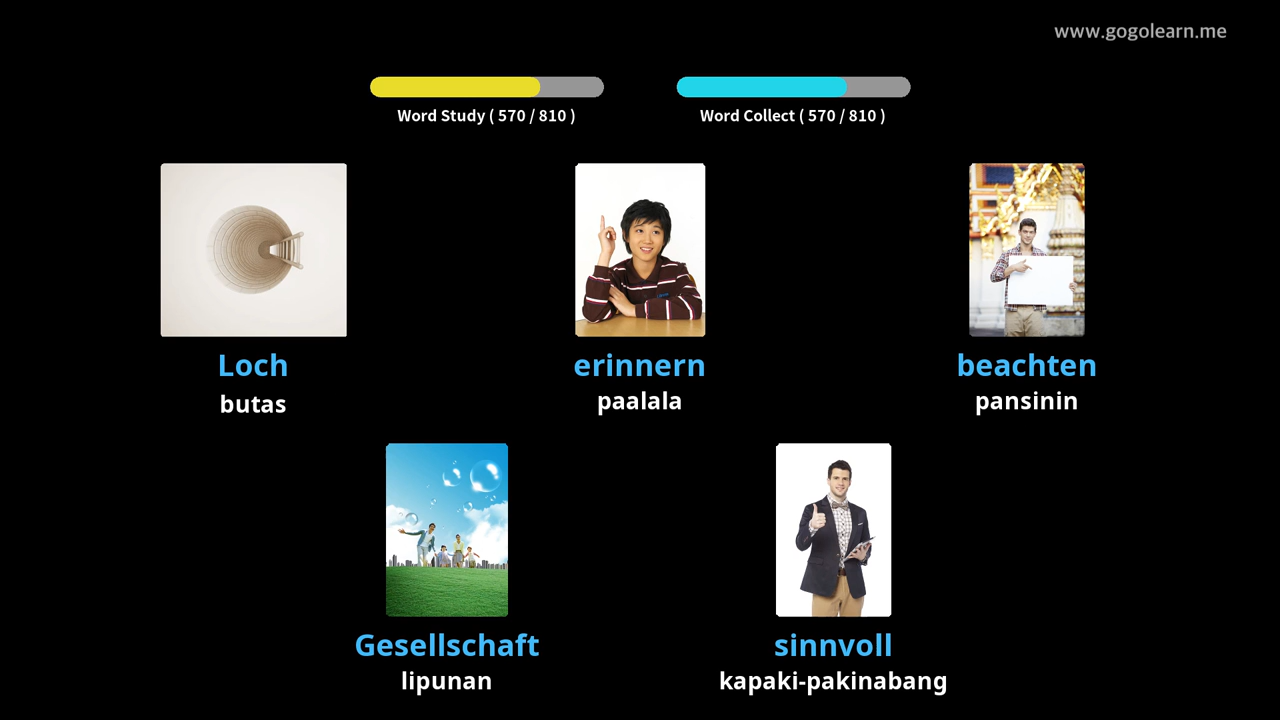 www.gogolearn.me
Word Study ( 570 / 810 )
Word Collect ( 570 / 810 )
Loch
butas
erinnern
paalala
beachten
pansinin
Gesellschaft
lipunan
sinnvoll
kapaki-pakinabang